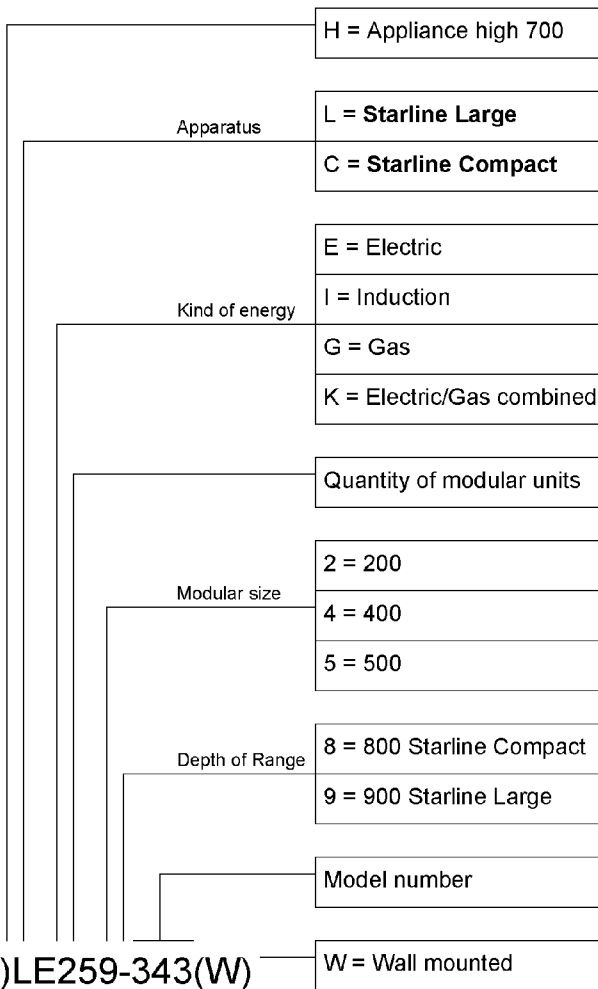 H = Appliance high 700
Apparatus
L = Starline Large
C = Starline Compact
Kind of energy
E = Electric
I = Induction
G = Gas
K = Electric/Gas combined
Quantity of modular units
Modular size
2 = 200
4 = 400
5 = 500
Depth of Range
8 = 800 Starline Compact
9 = 900 Starline Large
Model number
)LE259-343(W)
W = Wall mounted